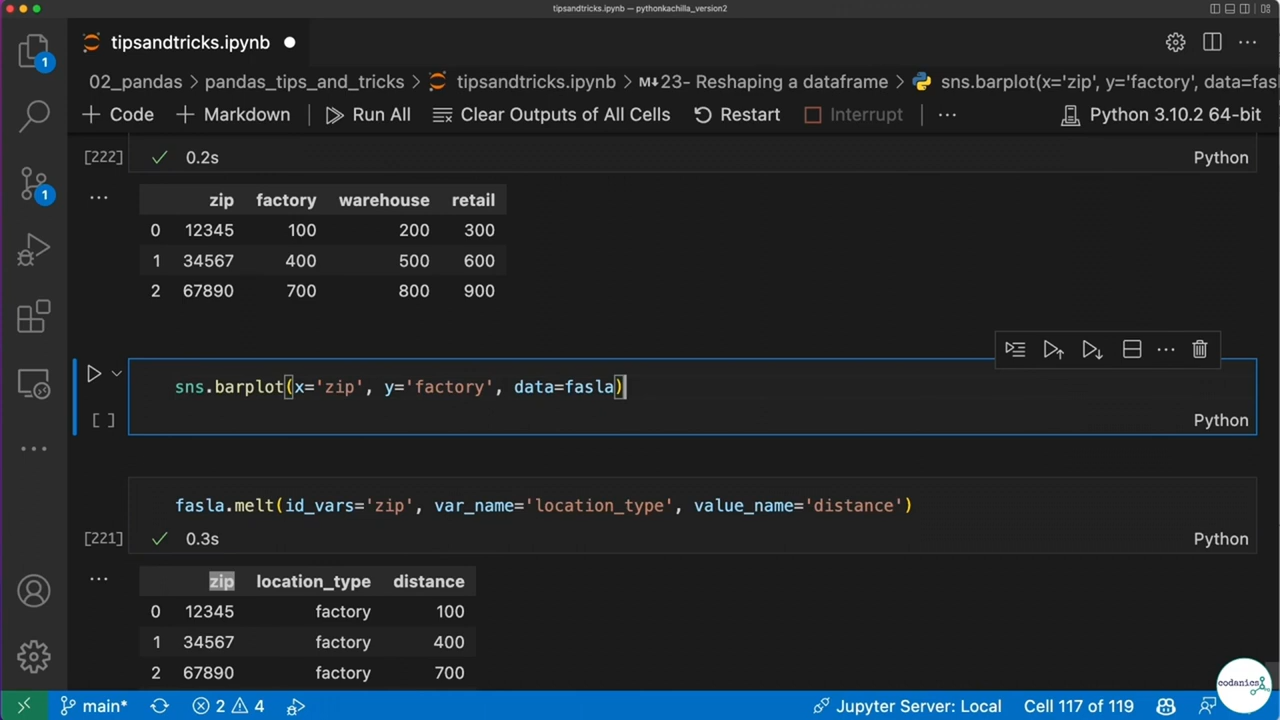 tipsandtricks.ipynb — pythonkachilla_version2
tipsandtricks.ipynb
02_pandas > pandas_tips_and_tricks > tipsandtricks.ipynb > M↓23- Reshaping a dataframe > sns.barplot(x='zip', y='factory', data=fasl
+ Code + Markdown Run All Clear Outputs of All Cells Restart Interrupt ... Python 3.10.2 64-bit
1
1
[222] ✓ 0.2s Python
... zip factory warehouse retail
0 12345 100 200 300
1 34567 400 500 600
2 67890 700 800 900
sns.barplot(x='zip', y='factory', data=fasla)
[ ] Python
fasla.melt(id_vars='zip', var_name='location_type', value_name='distance')
[221] ✓ 0.3s Python
... zip location_type distance
0 12345 factory 100
1 34567 factory 400
2 67890 factory 700
codanics
main* 2 4 Jupyter Server: Local Cell 117 of 119